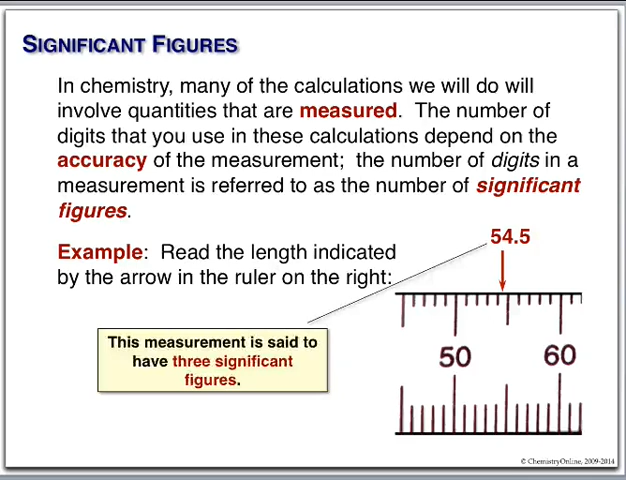 SIGNIFICANT FIGURES
In chemistry, many of the calculations we will do will
involve quantities that are measured.  The number of
digits that you use in these calculations depend on the
accuracy of the measurement;  the number of digits in a
measurement is referred to as the number of significant
figures.
54.5
Example:  Read the length indicated
by the arrow in the ruler on the right:
This measurement is said to
have three significant
figures.
50 60
© ChemistryOnline, 2009-2014